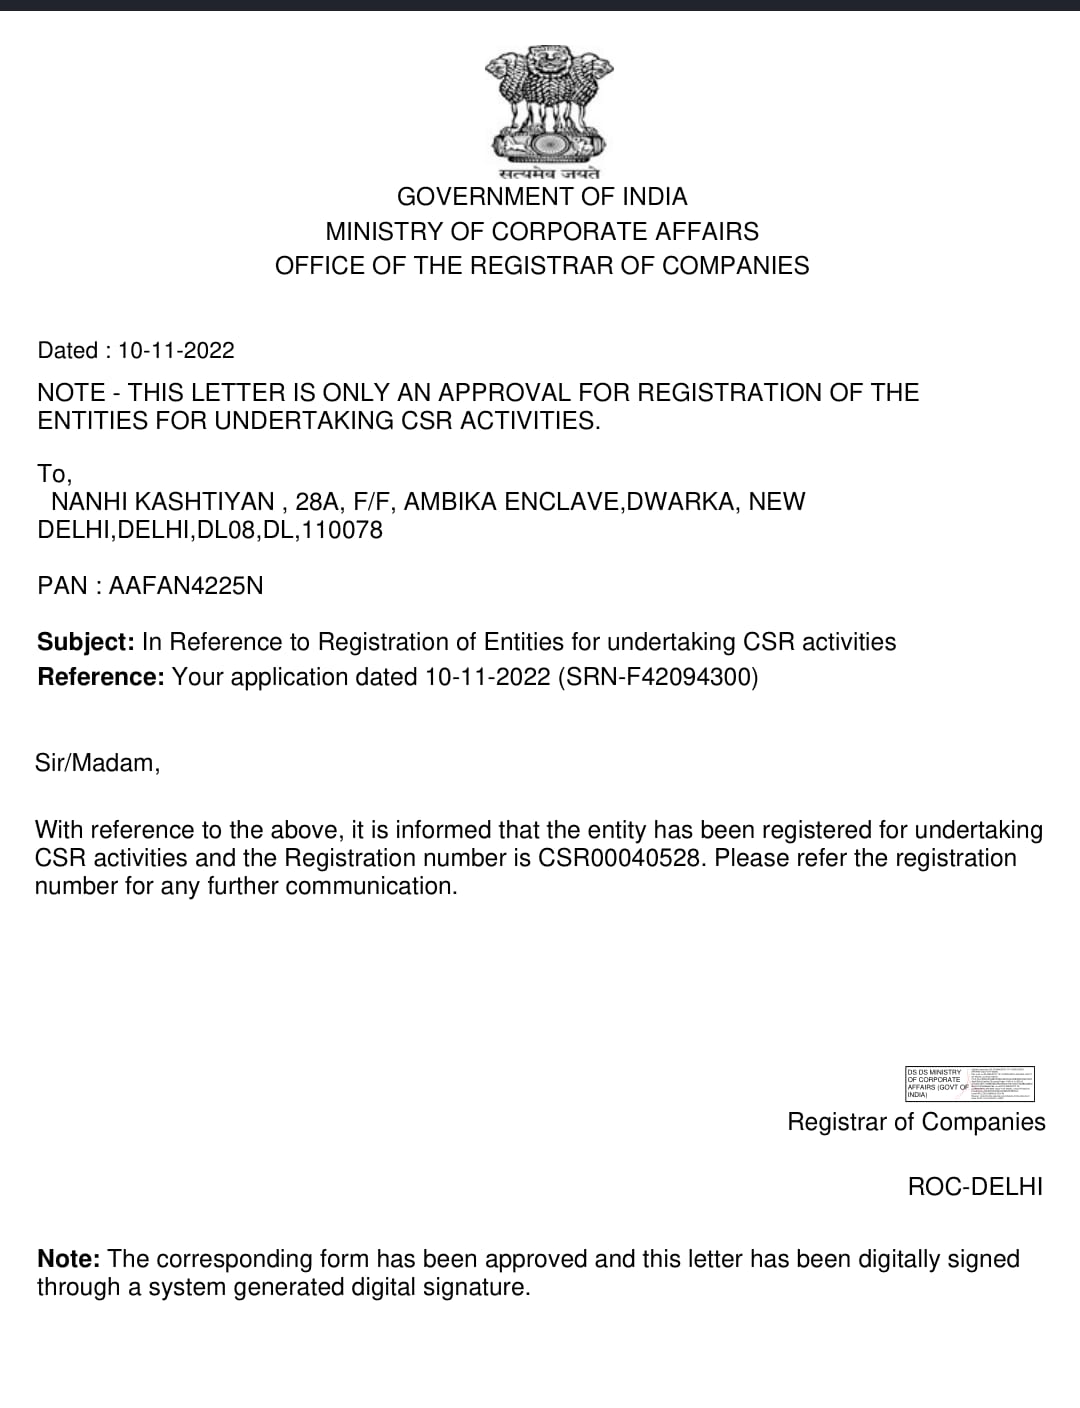 सत्यमेव जयते
GOVERNMENT OF INDIA
MINISTRY OF CORPORATE AFFAIRS
OFFICE OF THE REGISTRAR OF COMPANIES
Dated : 10-11-2022
NOTE - THIS LETTER IS ONLY AN APPROVAL FOR REGISTRATION OF THE
ENTITIES FOR UNDERTAKING CSR ACTIVITIES.
To,
NANHI KASHTIYAN , 28A, F/F, AMBIKA ENCLAVE,DWARKA, NEW
DELHI,DELHI,DL08,DL,110078
PAN : AAFAN4225N
Subject: In Reference to Registration of Entities for undertaking CSR activities
Reference: Your application dated 10-11-2022 (SRN-F42094300)
Sir/Madam,
With reference to the above, it is informed that the entity has been registered for undertaking
CSR activities and the Registration number is CSR00040528. Please refer the registration
number for any further communication.
DS DS MINISTRY
OF CORPORATE
AFFAIRS (GOVT OF
INDIA)
Registrar of Companies
ROC-DELHI
Note: The corresponding form has been approved and this letter has been digitally signed
through a system generated digital signature.